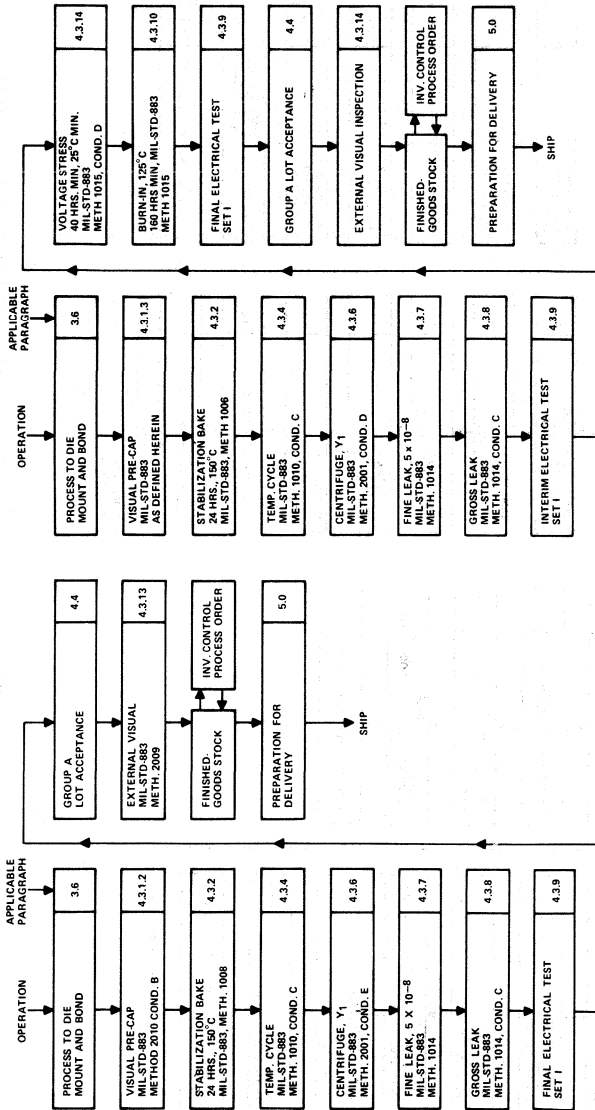 OPERATION
APPLICABLE
PARAGRAPH
PROCESS TO DIE
MOUNT AND BOND
3.6
VISUAL PRE-CAP
MIL-STD-883
METHOD 2010 COND. B
4.3.1.2
STABILIZATION BAKE
24 HRS., 150°C
MIL-STD-883, METH. 1008
4.3.2
TEMP. CYCLE
MIL-STD-883
METH. 1010, COND. C
4.3.4
CENTRIFUGE, Y1
MIL-STD-883
METH. 2001, COND. E
4.3.6
FINE LEAK, 5 X 10-8
MIL-STD-883
METH. 1014
4.3.7
GROSS LEAK
MIL-STD-883
METH. 1014, COND. C
4.3.8
FINAL ELECTRICAL TEST
SET I
4.3.9
GROUP A
LOT ACCEPTANCE
4.4
EXTERNAL VISUAL
MIL-STD-883
METH. 2009
4.3.13
FINISHED-
GOODS STOCK
INV. CONTROL
PROCESS ORDER
PREPARATION FOR
DELIVERY
5.0
SHIP
OPERATION
APPLICABLE
PARAGRAPH
PROCESS TO DIE
MOUNT AND BOND
3.6
VISUAL PRE-CAP
MIL-STD-883
AS DEFINED HEREIN
4.3.1.3
STABILIZATION BAKE
24 HRS., 150°C
MIL-STD-883, METH 1006
4.3.2
TEMP. CYCLE
MIL-STD-883
METH. 1010, COND. C
4.3.4
CENTRIFUGE, Y1
MIL-STD-883
METH. 2001, COND. D
4.3.6
FINE LEAK, 5 x 10-8
MIL-STD-883
METH. 1014
4.3.7
GROSS LEAK
MIL-STD-883
METH. 1014, COND. C
4.3.8
INTERIM ELECTRICAL TEST
SET I
4.3.9
VOLTAGE STRESS
40 HRS. MIN, 25°C MIN.
MIL-STD-883
METH 1015, COND. D
4.3.14
BURN-IN, 125°C
160 HRS MIN, MIL-STD-883
METH 1015
4.3.10
FINAL ELECTRICAL TEST
SET I
4.3.9
GROUP A LOT ACCEPTANCE
4.4
EXTERNAL VISUAL INSPECTION
4.3.14
FINISHED-
GOODS STOCK
INV. CONTROL
PROCESS ORDER
PREPARATION FOR DELIVERY
5.0
SHIP